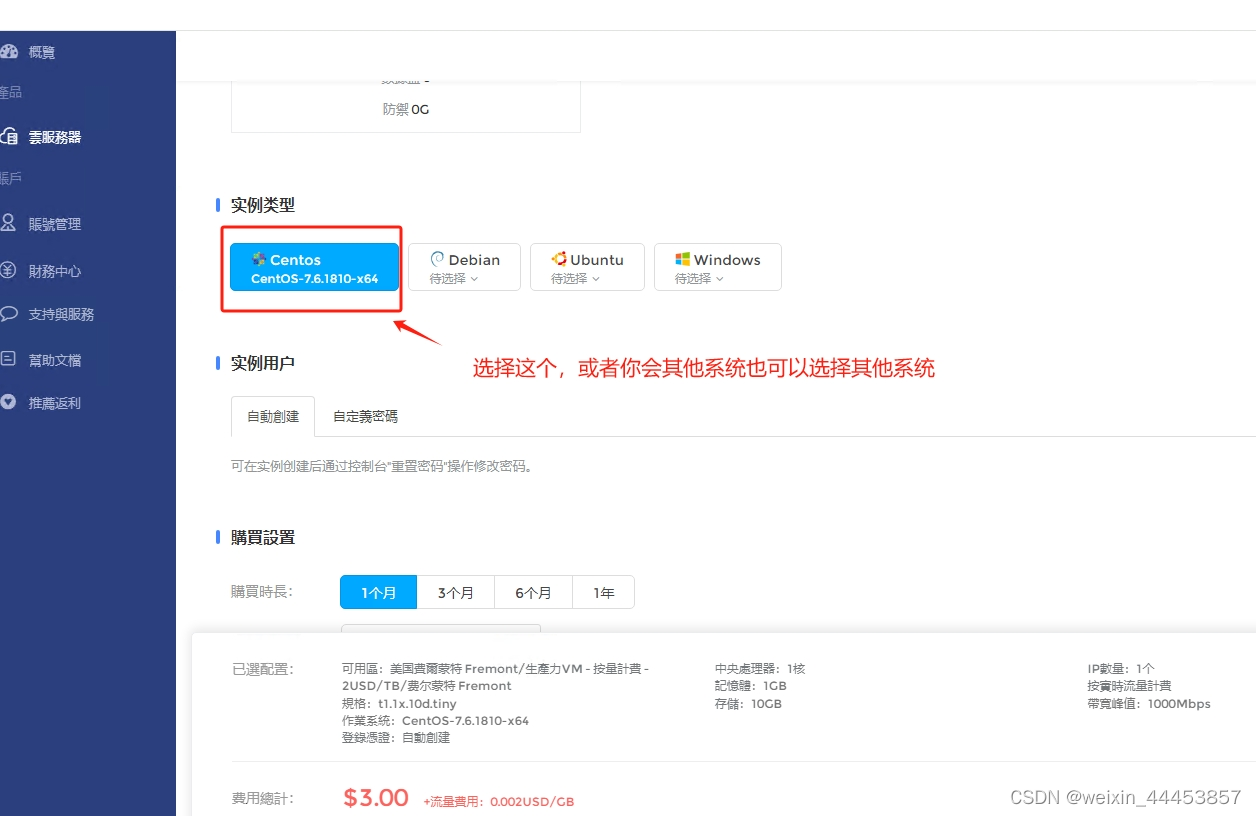 概覽
產品
雲服務器
賬戶
賬號管理
財務中心
支持與服務
幫助文檔
推薦返利
防禦 0G
实例类型
Centos
CentOS-7.6.1810-x64
Debian
待选择
Ubuntu
待选择
Windows
待选择
选择这个，或者你会其他系统也可以选择其他系统
实例用户
自動創建
自定義密碼
可在实例创建后通过控制台"重置密码"操作修改密码。
購買設置
購買時長：
1个月
3个月
6个月
1年
已選配置：
可用區：美国費爾蒙特 Fremont/生產力VM - 按量計費 -
2USD/TB/费尔蒙特 Fremont
規格：t1.1x.10d.tiny
作業系統：CentOS-7.6.1810-x64
登錄憑證：自動創建
中央處理器：1核
記憶體：1GB
存儲：10GB
IP數量：1个
按實時流量計費
帶寬峰值：1000Mbps
費用總計：
$3.00 +流量費用：0.002USD/GB
CSDN @weixin_44453857